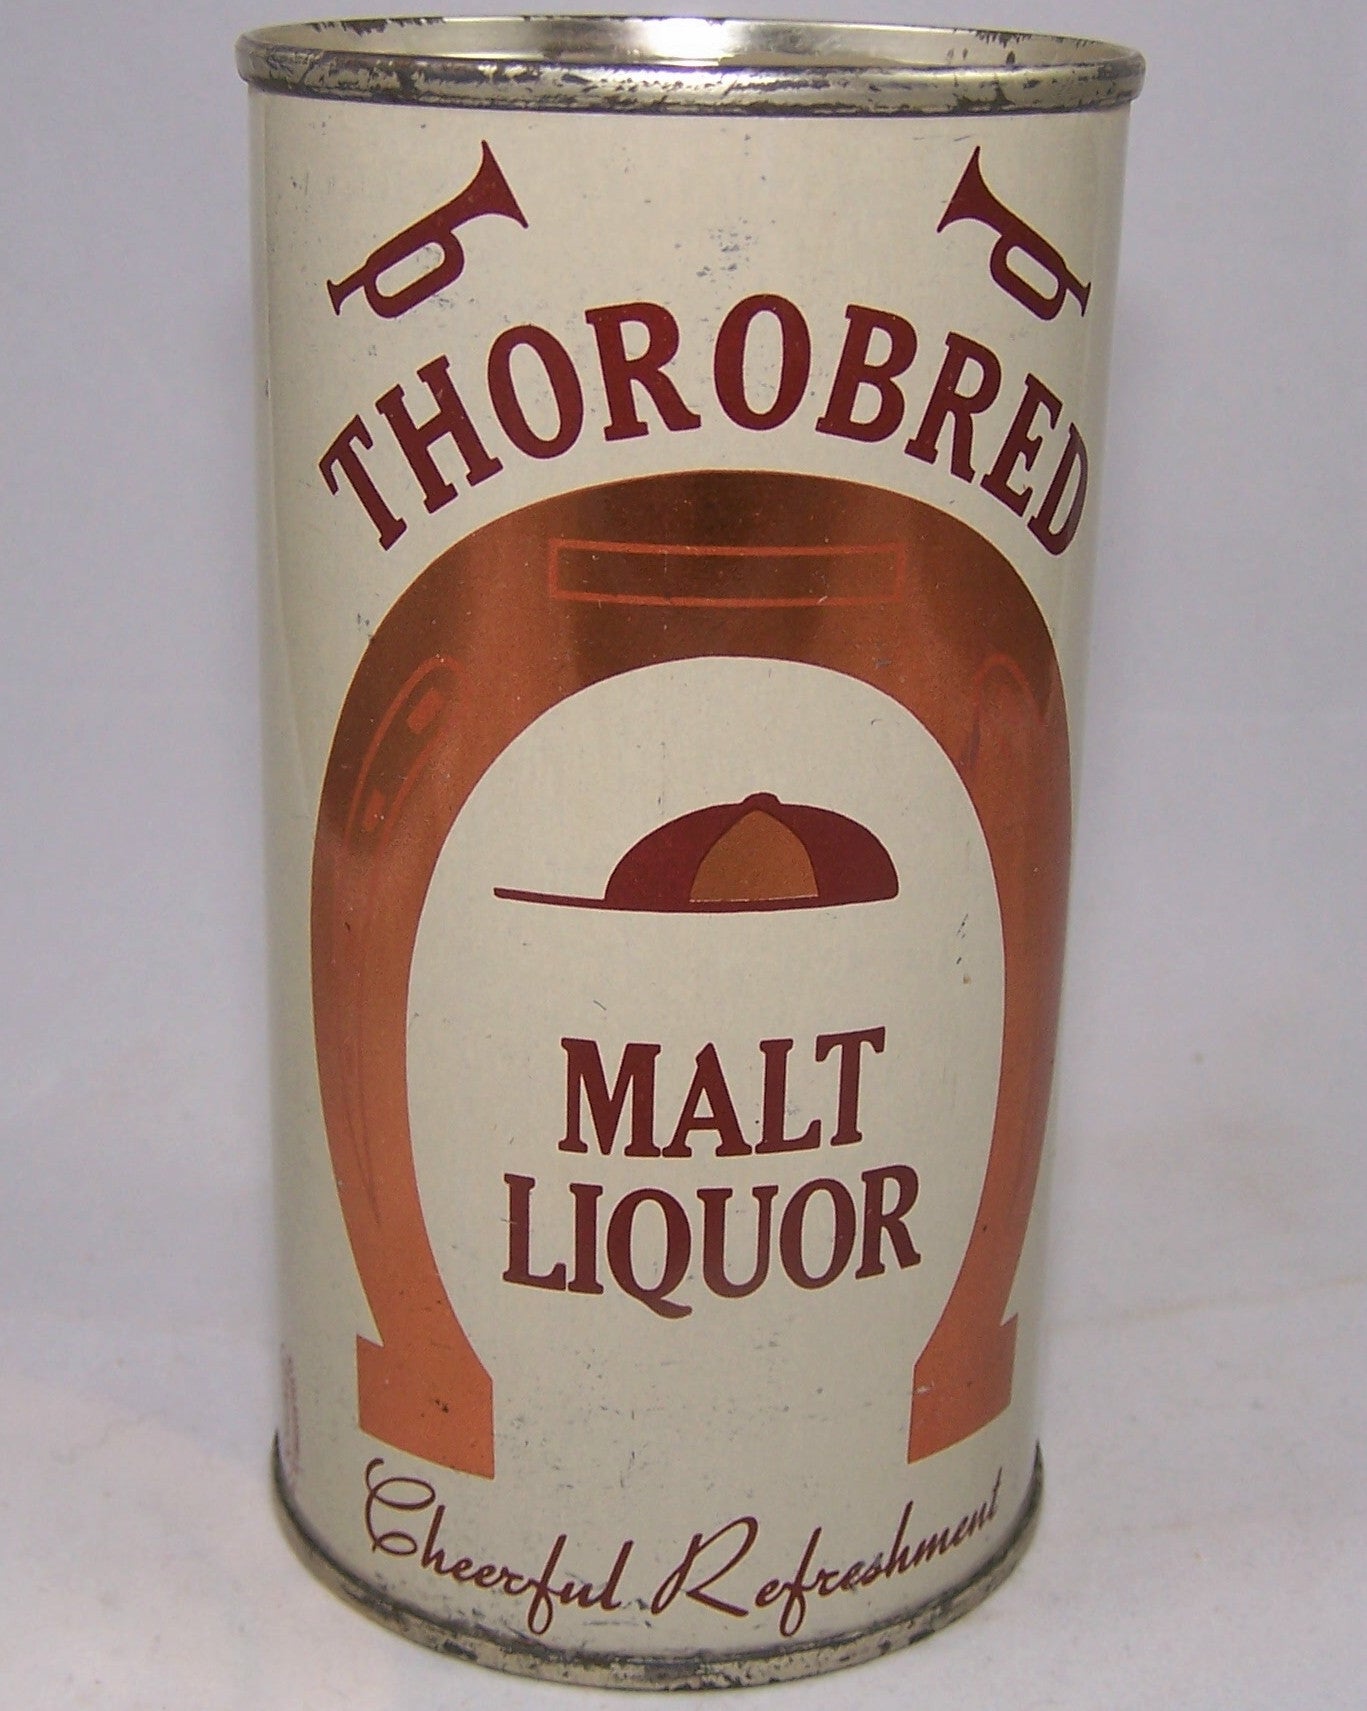 THOROBRED
MALT
LIQUOR
Cheerful Refreshment